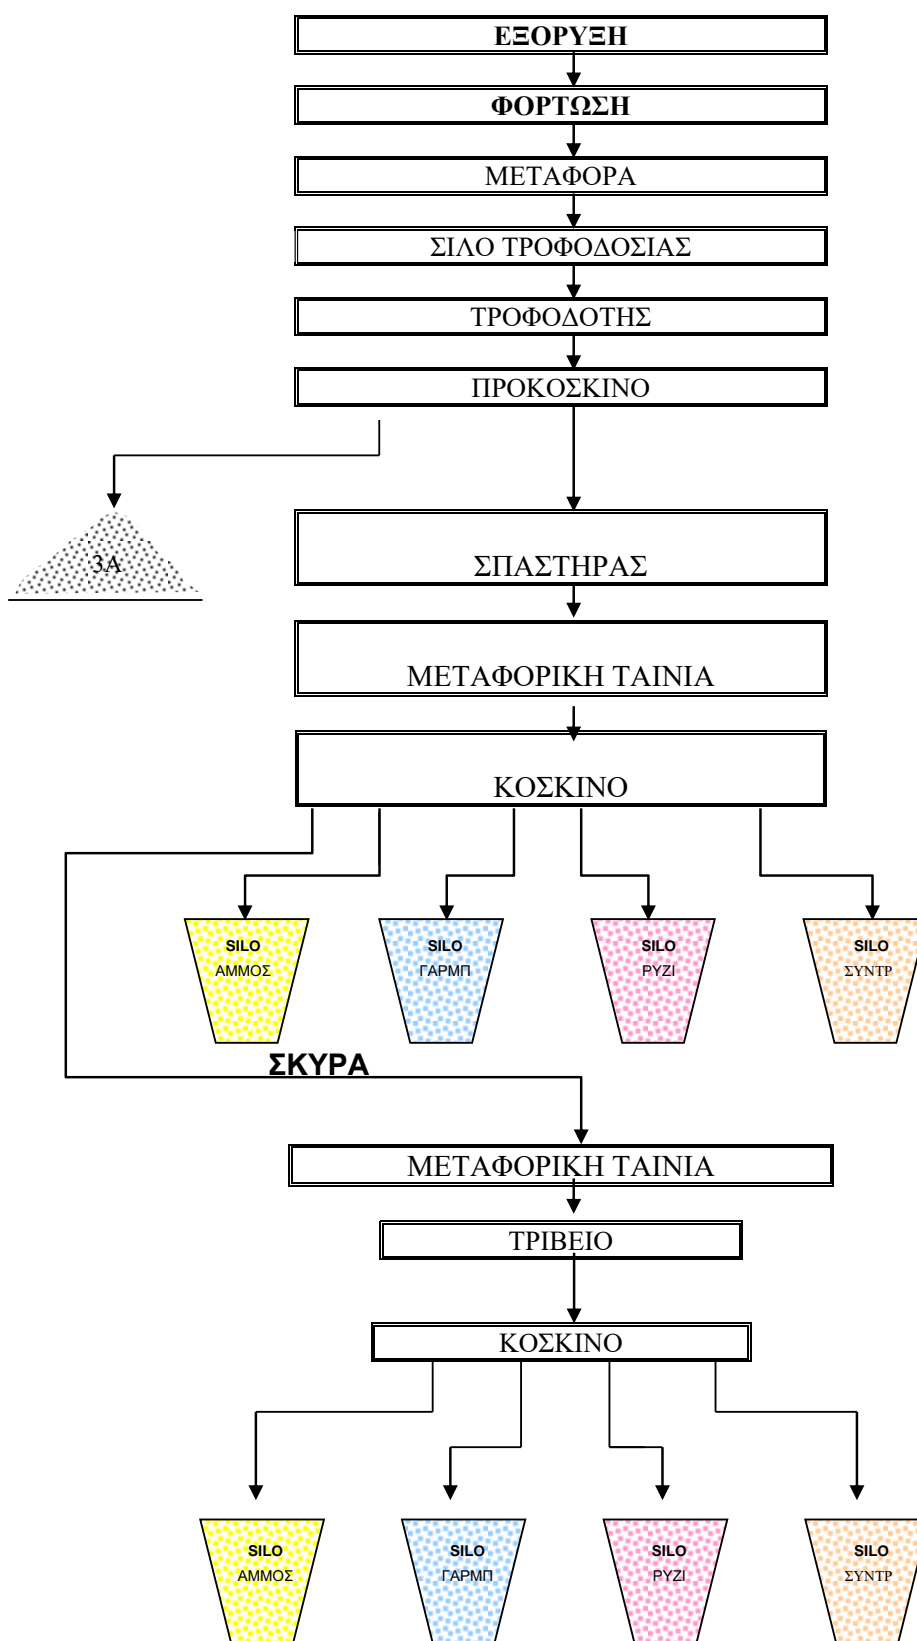 ΕΞΟΡΥΞΗ
ΦΟΡΤΩΣΗ
ΜΕΤΑΦΟΡΑ
ΣΙΛΟ ΤΡΟΦΟΔΟΣΙΑΣ
ΤΡΟΦΟΔΟΤΗΣ
ΠΡΟΚΟΣΚΙΝΟ
3Α
ΣΠΑΣΤΗΡΑΣ
ΜΕΤΑΦΟΡΙΚΗ ΤΑΙΝΙΑ
ΚΟΣΚΙΝΟ
SILO
ΑΜΜΟΣ
SILO
ΓΑΡΜΠ
SILO
ΡΥΖΙ
SILO
ΣΥΝΤΡ
ΣΚΥΡΑ
ΜΕΤΑΦΟΡΙΚΗ ΤΑΙΝΙΑ
ΤΡΙΒΕΙΟ
ΚΟΣΚΙΝΟ
SILO
ΑΜΜΟΣ
SILO
ΓΑΡΜΠ
SILO
ΡΥΖΙ
SILO
ΣΥΝΤΡ